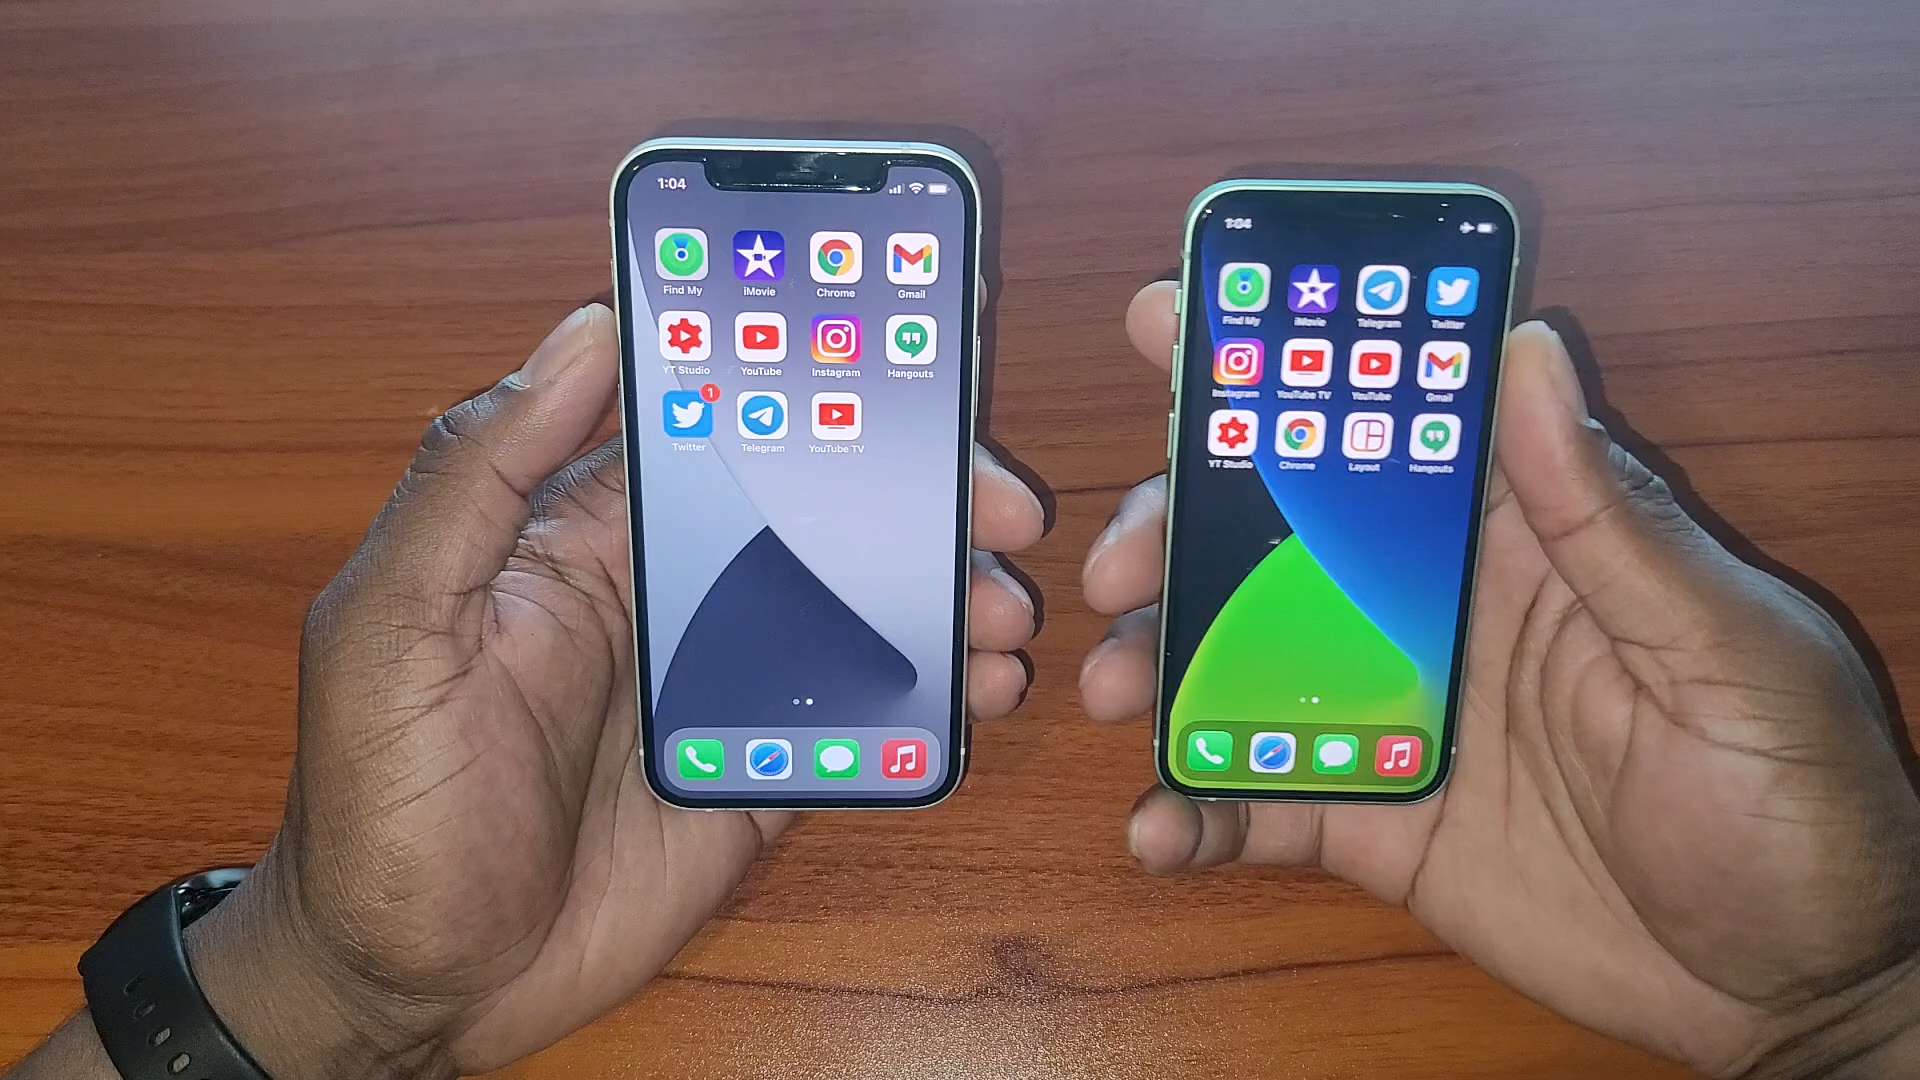 1:04
Find My iMovie Chrome Gmail
YT Studio YouTube Instagram Hangouts
1
Twitter Telegram YouTube TV
1:04
Find My iMovie Telegram Twitter
Instagram YouTube TV YouTube Gmail
YT Studio Chrome Layout Hangouts